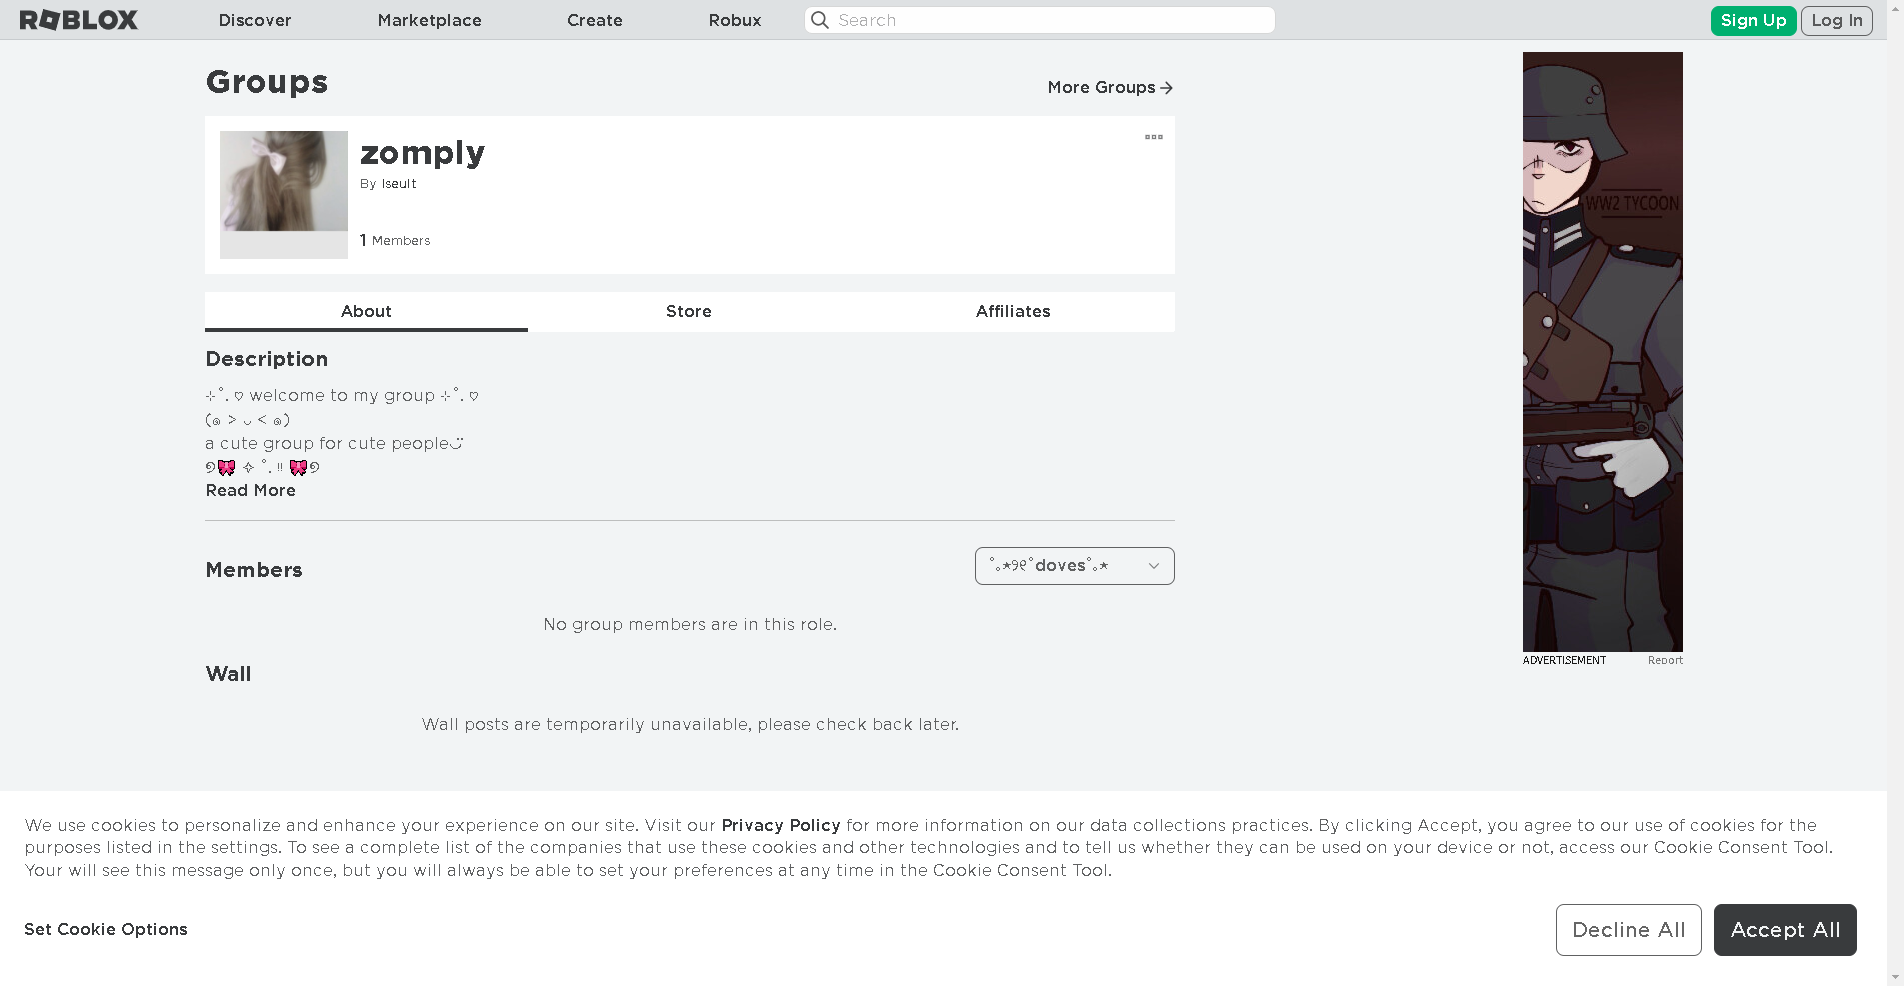 ROBLOX
Discover
Marketplace
Create
Robux
Search
Sign Up
Log In
Groups
More Groups
zomply
By Iseult
1 Members
About
Store
Affiliates
Description
⊹ ˚. ♡ welcome to my group ⊹ ˚. ♡
(๑ > ᴗ < ๑)
a cute group for cute people ·͜·
୭🎀 ✧ ˚. ‼ 🎀୭
Read More
Members
˚｡⋆୨୧˚doves˚｡⋆
No group members are in this role.
Wall
Wall posts are temporarily unavailable, please check back later.
WW2 TYCOON
ADVERTISEMENT
Report
We use cookies to personalize and enhance your experience on our site. Visit our Privacy Policy for more information on our data collections practices. By clicking Accept, you agree to our use of cookies for the
purposes listed in the settings. To see a complete list of the companies that use these cookies and other technologies and to tell us whether they can be used on your device or not, access our Cookie Consent Tool.
Your will see this message only once, but you will always be able to set your preferences at any time in the Cookie Consent Tool.
Set Cookie Options
Decline All
Accept All